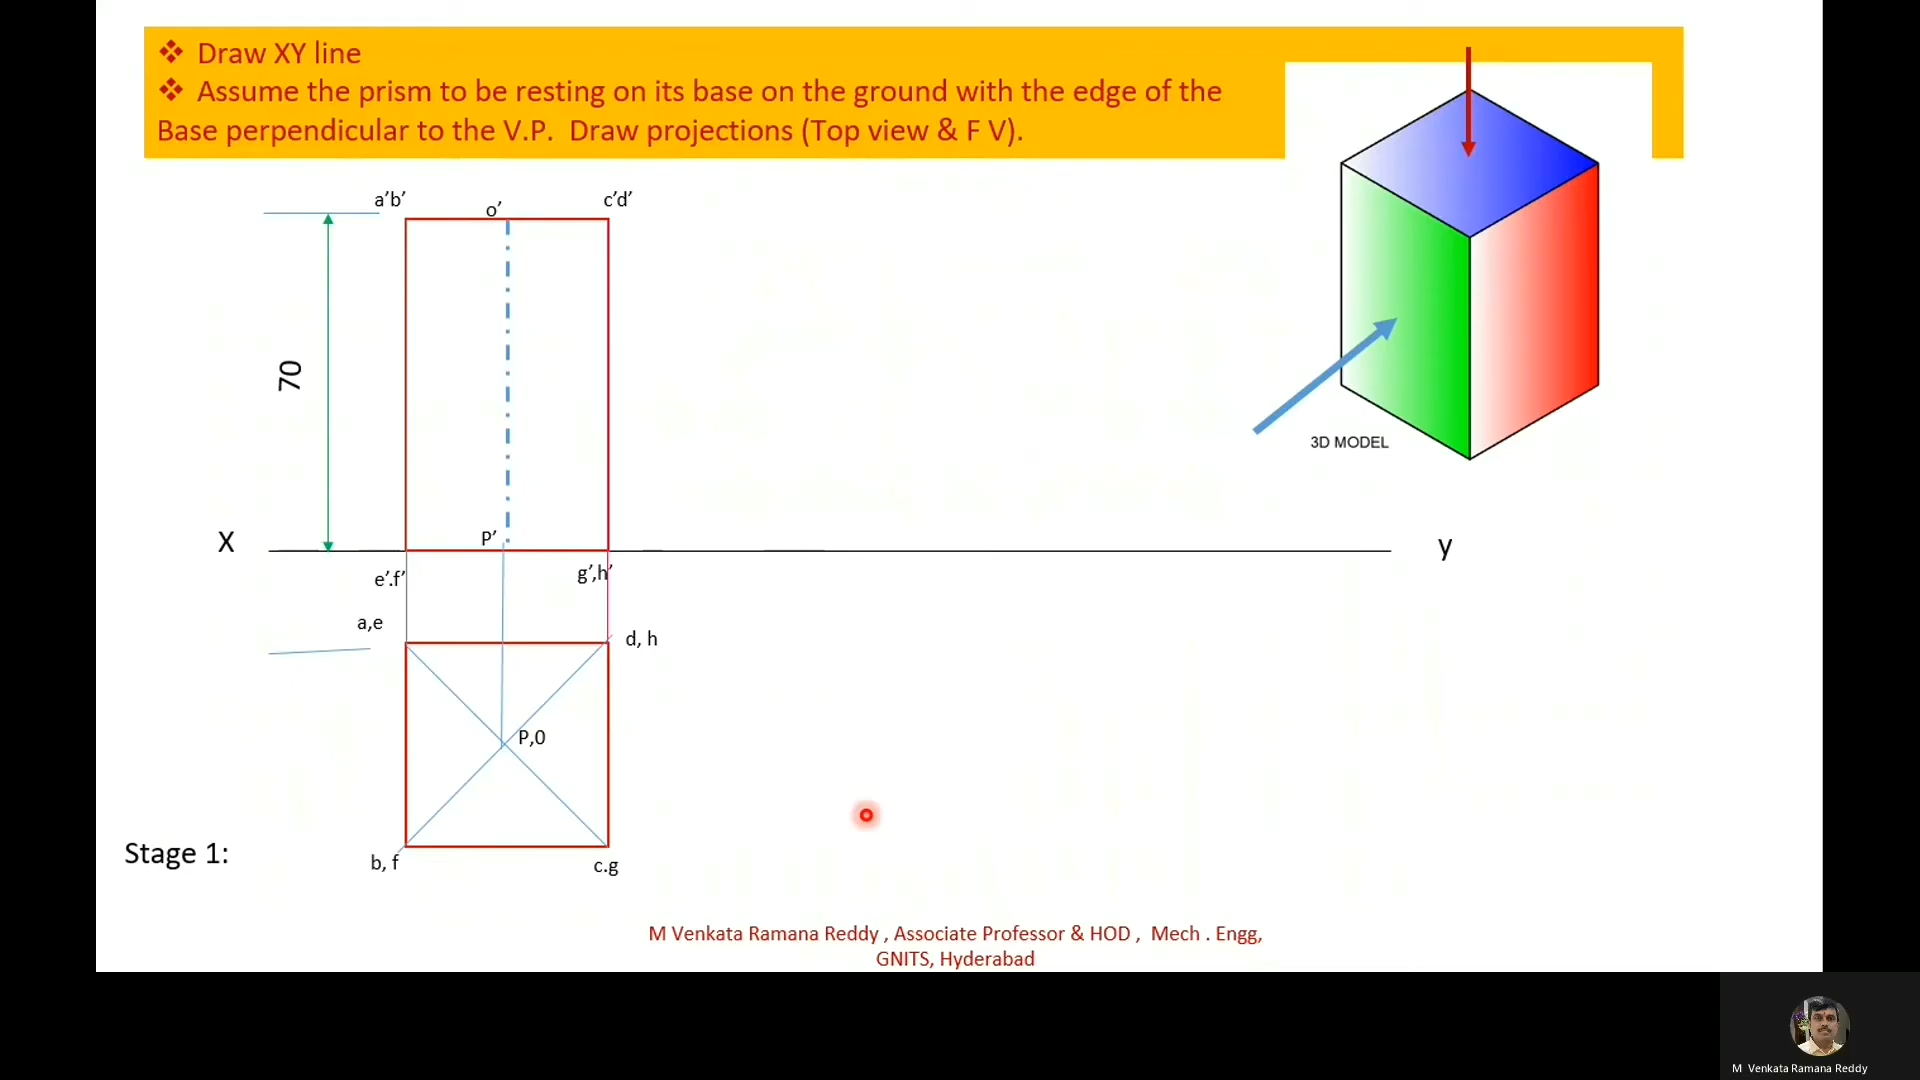 ❖ Draw XY line
❖ Assume the prism to be resting on its base on the ground with the edge of the
Base perpendicular to the V.P. Draw projections (Top view & F V).
a’b’
o’
c’d’
70
3D MODEL
X
P’
y
e’.f’
g’,h’
a,e
d, h
P,0
Stage 1:
b, f
c.g
M Venkata Ramana Reddy , Associate Professor & HOD , Mech . Engg,
GNITS, Hyderabad
M Venkata Ramana Reddy